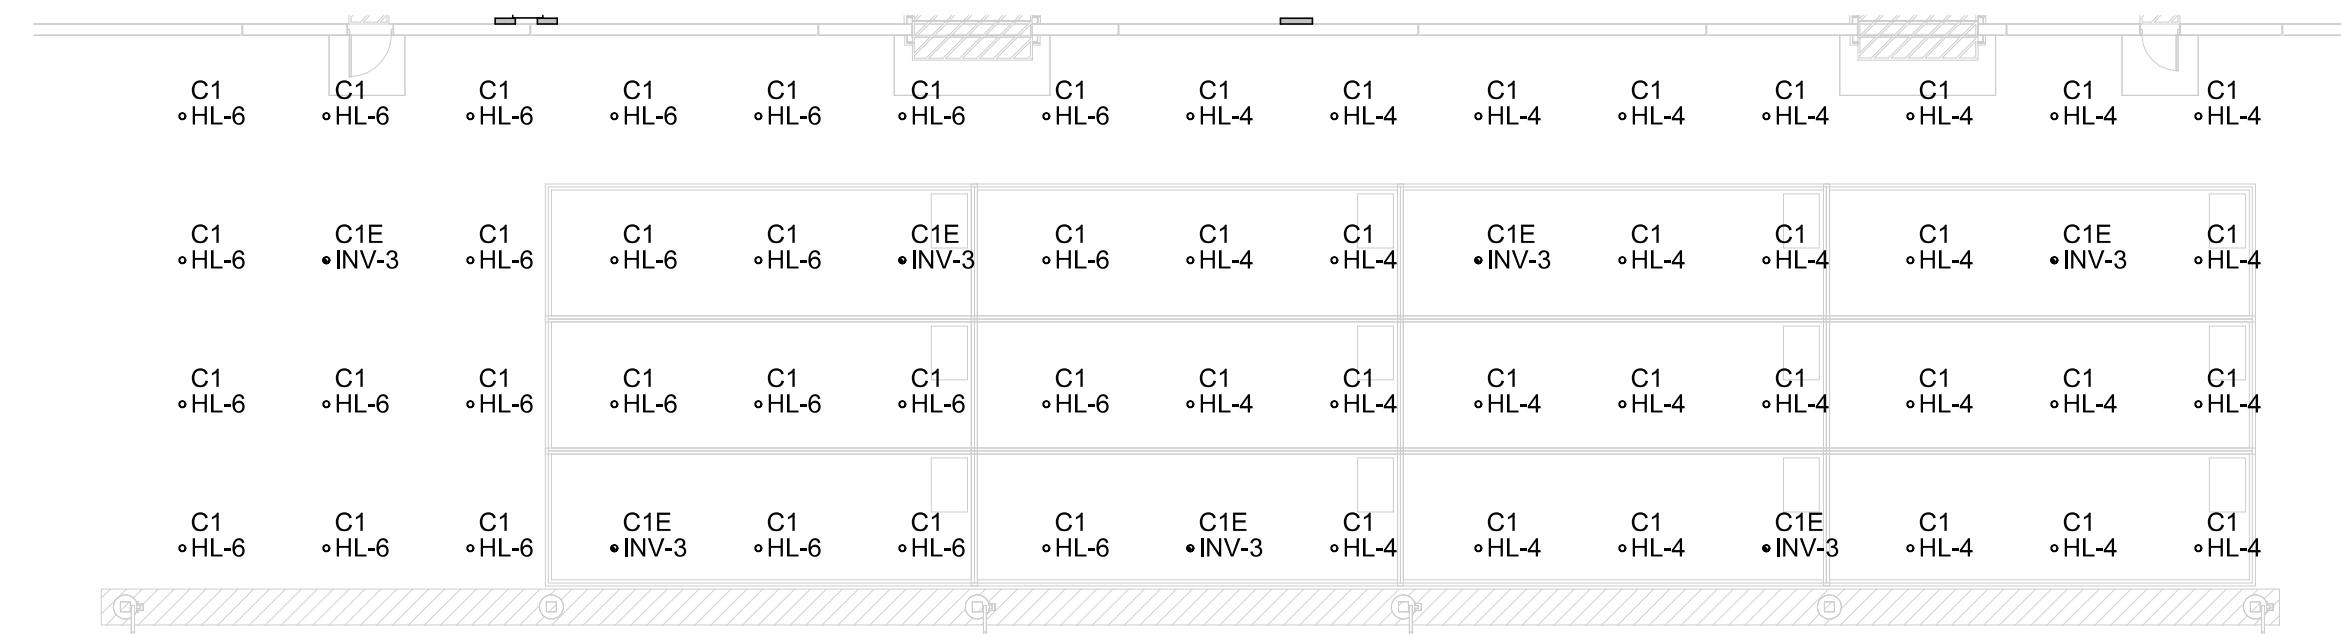 C1 C1 C1 C1 C1 C1 C1 C1 C1 C1 C1 C1 C1 C1 C1
HL-6 HL-6 HL-6 HL-6 HL-6 HL-6 HL-6 HL-4 HL-4 HL-4 HL-4 HL-4 HL-4 HL-4 HL-4
C1 C1E C1 C1 C1 C1E C1 C1 C1 C1E C1 C1 C1 C1E C1
HL-6 INV-3 HL-6 HL-6 HL-6 INV-3 HL-6 HL-4 HL-4 INV-3 HL-4 HL-4 HL-4 INV-3 HL-4
C1 C1 C1 C1 C1 C1 C1 C1 C1 C1 C1 C1 C1 C1 C1
HL-6 HL-6 HL-6 HL-6 HL-6 HL-6 HL-6 HL-4 HL-4 HL-4 HL-4 HL-4 HL-4 HL-4 HL-4
C1 C1 C1 C1E C1 C1 C1 C1E C1 C1 C1 C1E C1 C1 C1
HL-6 HL-6 HL-6 INV-3 HL-6 HL-6 HL-6 INV-3 HL-4 HL-4 HL-4 INV-3 HL-4 HL-4 HL-4